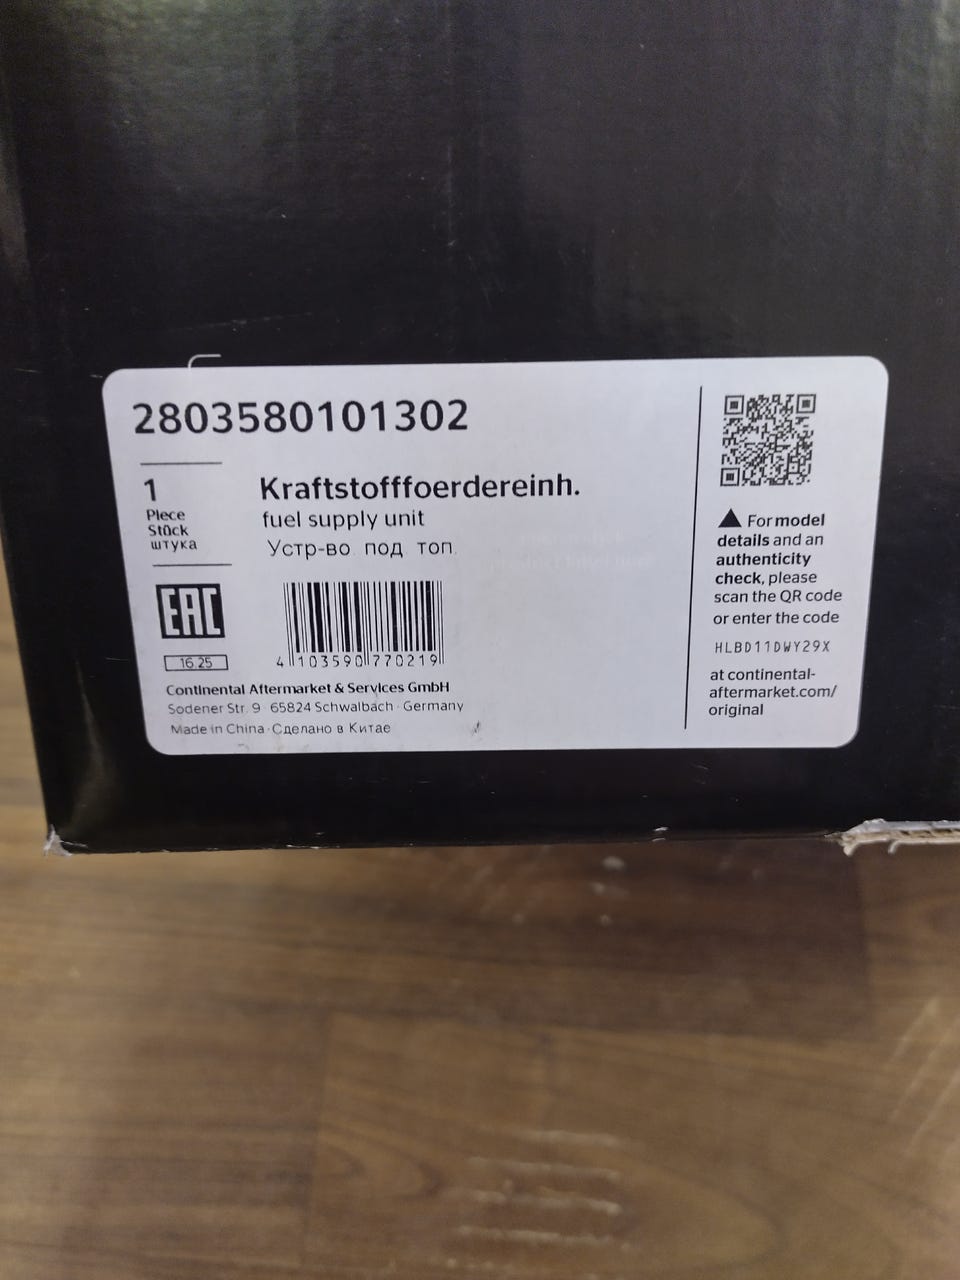 2803580101302
1
Piece
Stück
штука
Kraftstofffoerdereinh.
fuel supply unit
Устр-во под. топ.
EAC
16.25
4 103590 770219
Continental Aftermarket & Services GmbH
Sodener Str. 9 · 65824 Schwalbach · Germany
Made in China · Сделано в Китае
For model
details and an
authenticity
check, please
scan the QR code
or enter the code
HLBD11DWY29X
at continental-
aftermarket.com/
original